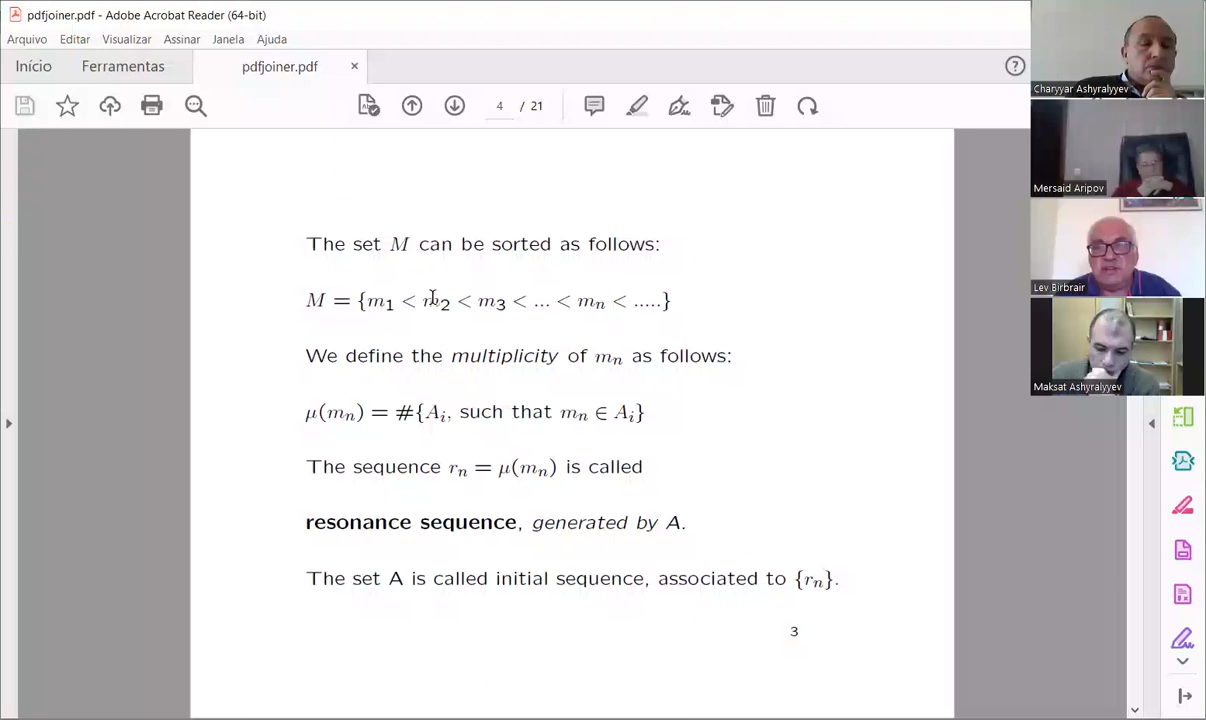 pdfjoiner.pdf - Adobe Acrobat Reader (64-bit)
Arquivo Editar Visualizar Assinar Janela Ajuda
Início Ferramentas pdfjoiner.pdf ×
4 / 21
The set M can be sorted as follows:
M = {m₁ < m₂ < m₃ < ... < mₙ < .....}
We define the multiplicity of mₙ as follows:
μ(mₙ) = #{Aᵢ, such that mₙ ∈ Aᵢ}
The sequence rₙ = μ(mₙ) is called
resonance sequence, generated by A.
The set A is called initial sequence, associated to {rₙ}.
3
Charyyar Ashyralyyev
Mersaid Aripov
Lev Birbrair
Maksat Ashyralyyev